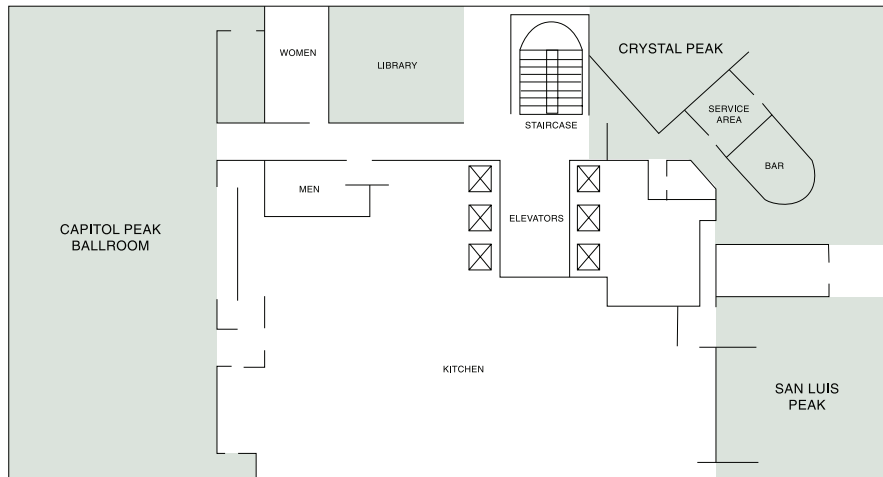 WOMEN
LIBRARY
CRYSTAL PEAK
SERVICE
AREA
STAIRCASE
BAR
MEN
CAPITOL PEAK
BALLROOM
ELEVATORS
KITCHEN
SAN LUIS
PEAK